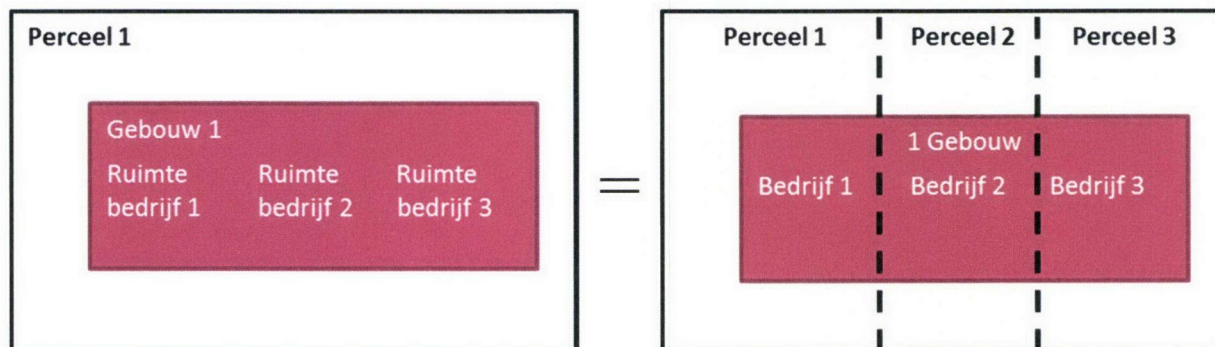 Perceel 1
Gebouw 1
Ruimte bedrijf 1
Ruimte bedrijf 2
Ruimte bedrijf 3
=
Perceel 1
Perceel 2
Perceel 3
1 Gebouw
Bedrijf 1
Bedrijf 2
Bedrijf 3